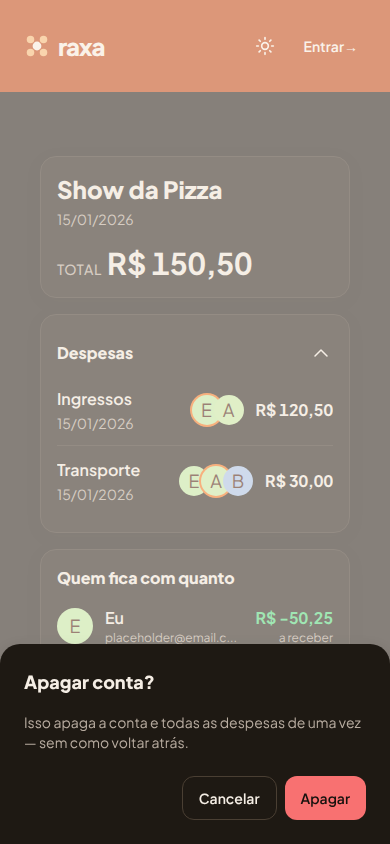 raxa
Entrar→
Show da Pizza
15/01/2026
TOTAL R$ 150,50
Despesas
Ingressos
15/01/2026
E A R$ 120,50
Transporte
15/01/2026
E A B R$ 30,00
Quem fica com quanto
E
Eu
R$ -50,25
placeholder@email.c...
a receber
Apagar conta?
Isso apaga a conta e todas as despesas de uma vez
— sem como voltar atrás.
Cancelar
Apagar